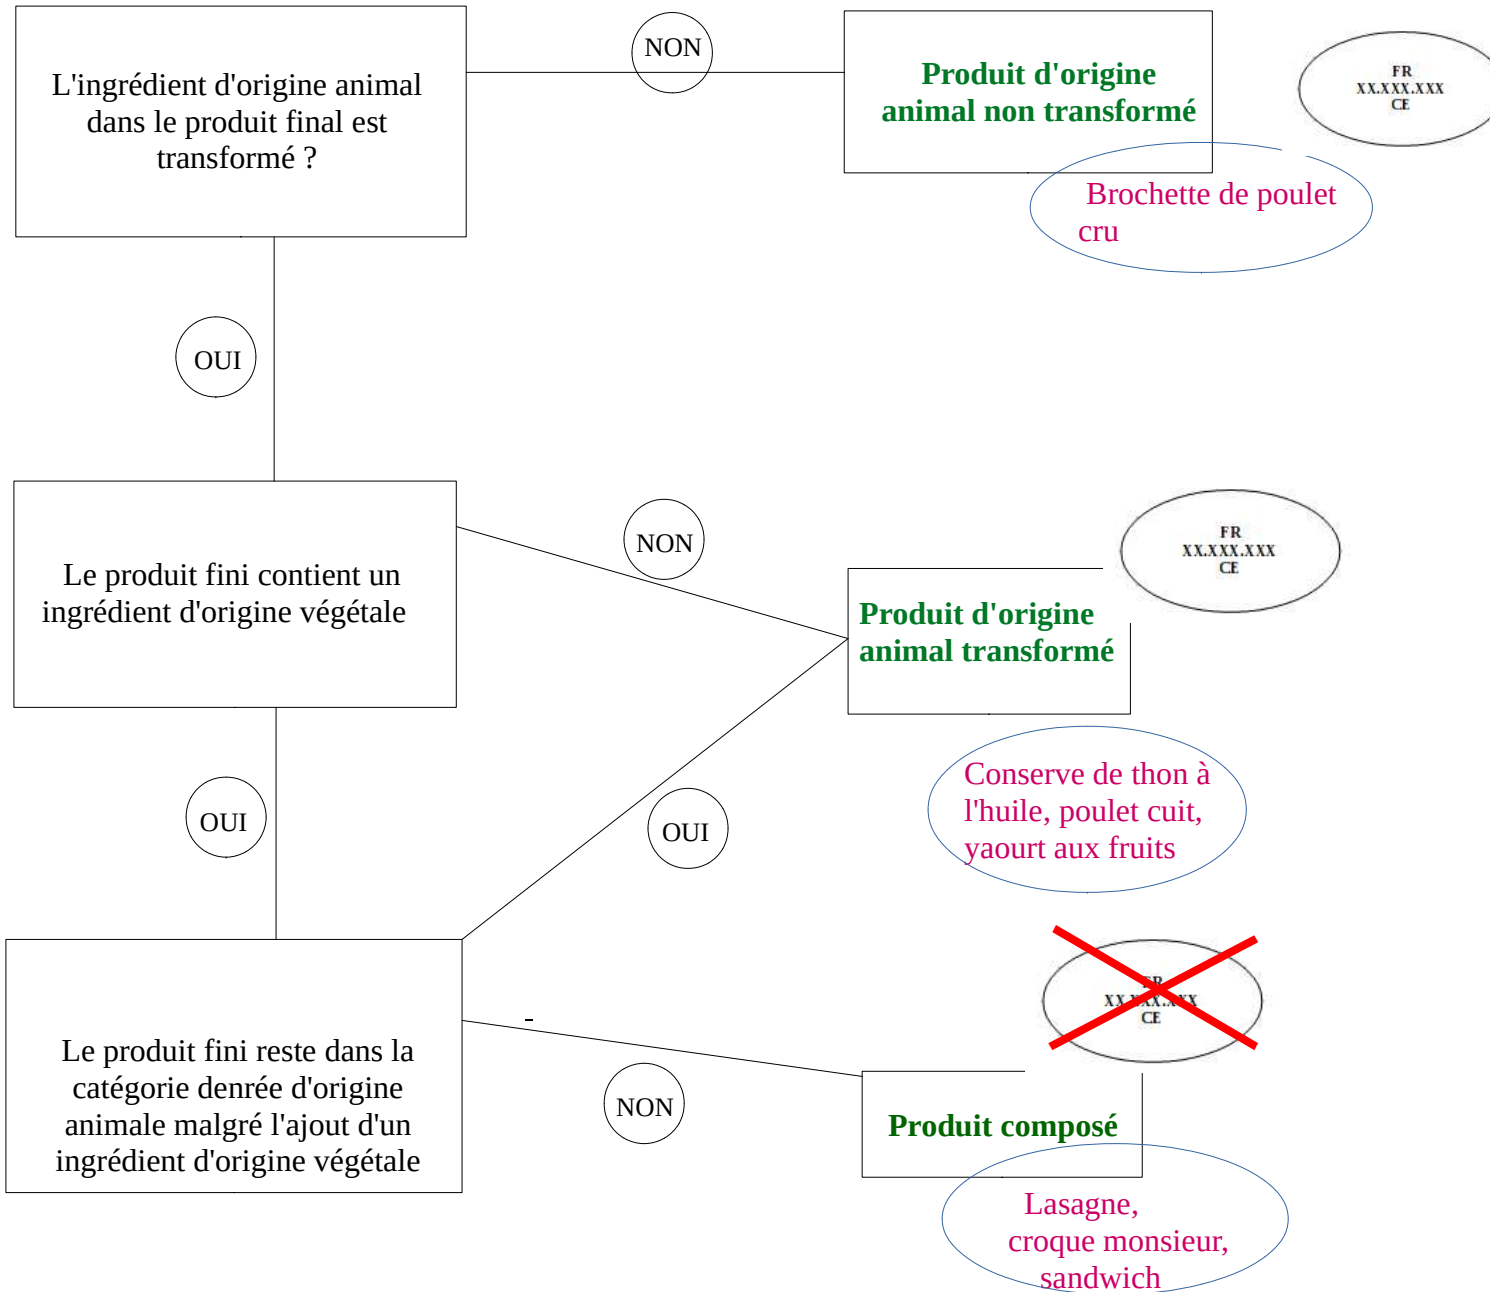 L'ingrédient d'origine animal
dans le produit final est
transformé ?
NON
Produit d'origine
animal non transformé
FR
XX.XXX.XXX
CE
Brochette de poulet
cru
OUI
Le produit fini contient un
ingrédient d'origine végétale
NON
Produit d'origine
animal transformé
FR
XX.XXX.XXX
CE
Conserve de thon à
l'huile, poulet cuit,
yaourt aux fruits
OUI
OUI
Le produit fini reste dans la
catégorie denrée d'origine
animale malgré l'ajout d'un
ingrédient d'origine végétale
-
NON
FR
XX.XXX.XXX
CE
Produit composé
Lasagne,
croque monsieur,
sandwich